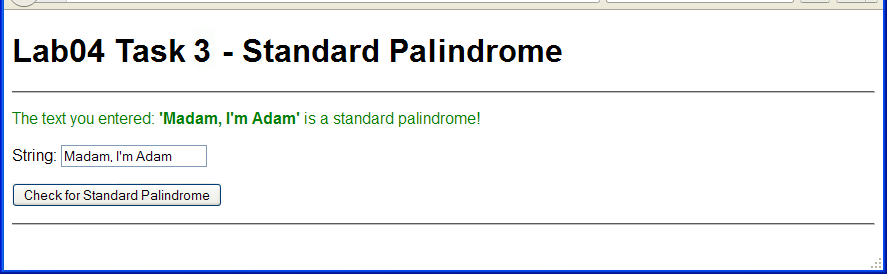 Lab04 Task 3 - Standard Palindrome
The text you entered: 'Madam, I'm Adam' is a standard palindrome!
String: Madam, I'm Adam
Check for Standard Palindrome